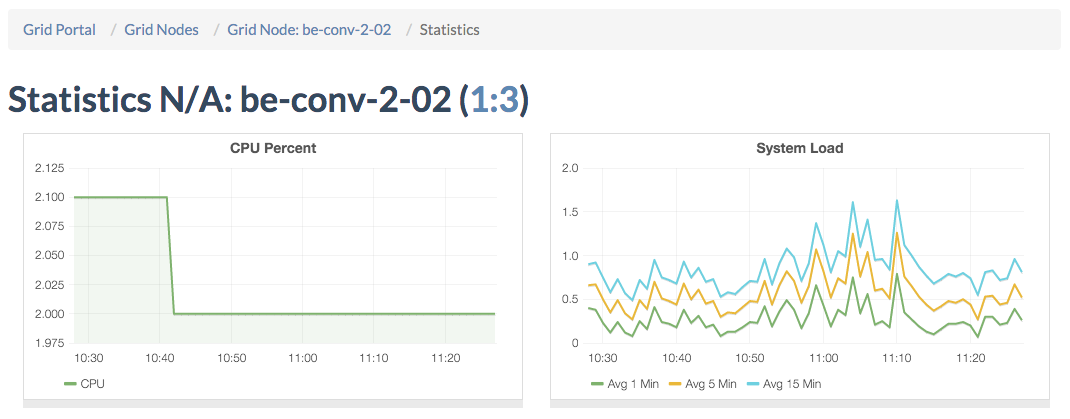 Grid Portal / Grid Nodes / Grid Node: be-conv-2-02 / Statistics
Statistics N/A: be-conv-2-02 (1:3)
CPU Percent
2.125
2.100
2.075
2.050
2.025
2.000
1.975
10:30 10:40 10:50 11:00 11:10 11:20
CPU
System Load
2.0
1.5
1.0
0.5
0
10:30 10:40 10:50 11:00 11:10 11:20
Avg 1 Min Avg 5 Min Avg 15 Min